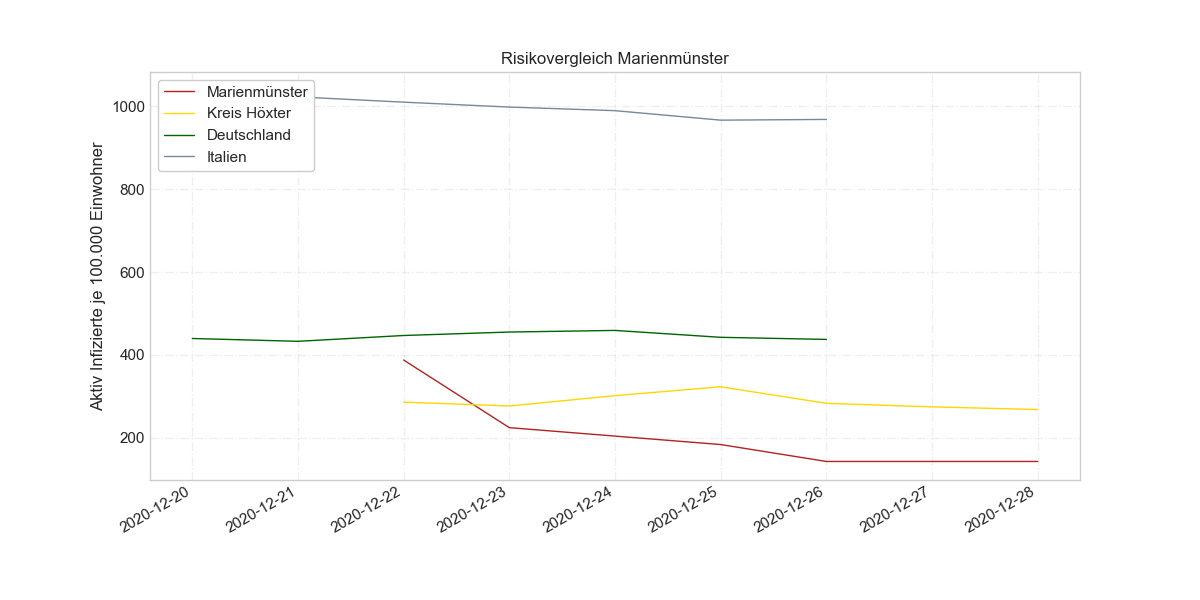 Risikovergleich Marienmünster
Aktiv Infizierte je 100.000 Einwohner
1000
800
600
400
200
Marienmünster
Kreis Höxter
Deutschland
Italien
2020-12-20
2020-12-21
2020-12-22
2020-12-23
2020-12-24
2020-12-25
2020-12-26
2020-12-27
2020-12-28